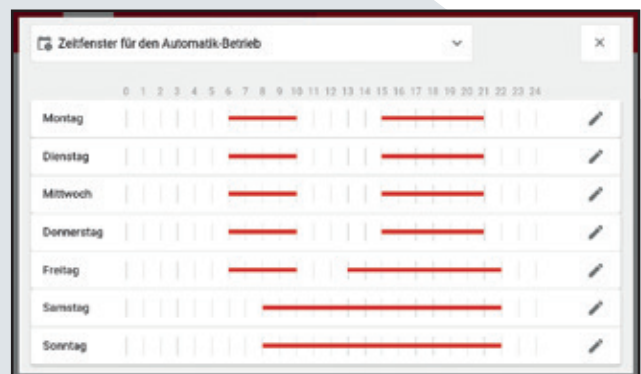 Zeitfenster für den Automatik-Betrieb
0 1 2 3 4 5 6 7 8 9 10 11 12 13 14 15 16 17 18 19 20 21 22 23 24
Montag
Dienstag
Mittwoch
Donnerstag
Freitag
Samstag
Sonntag